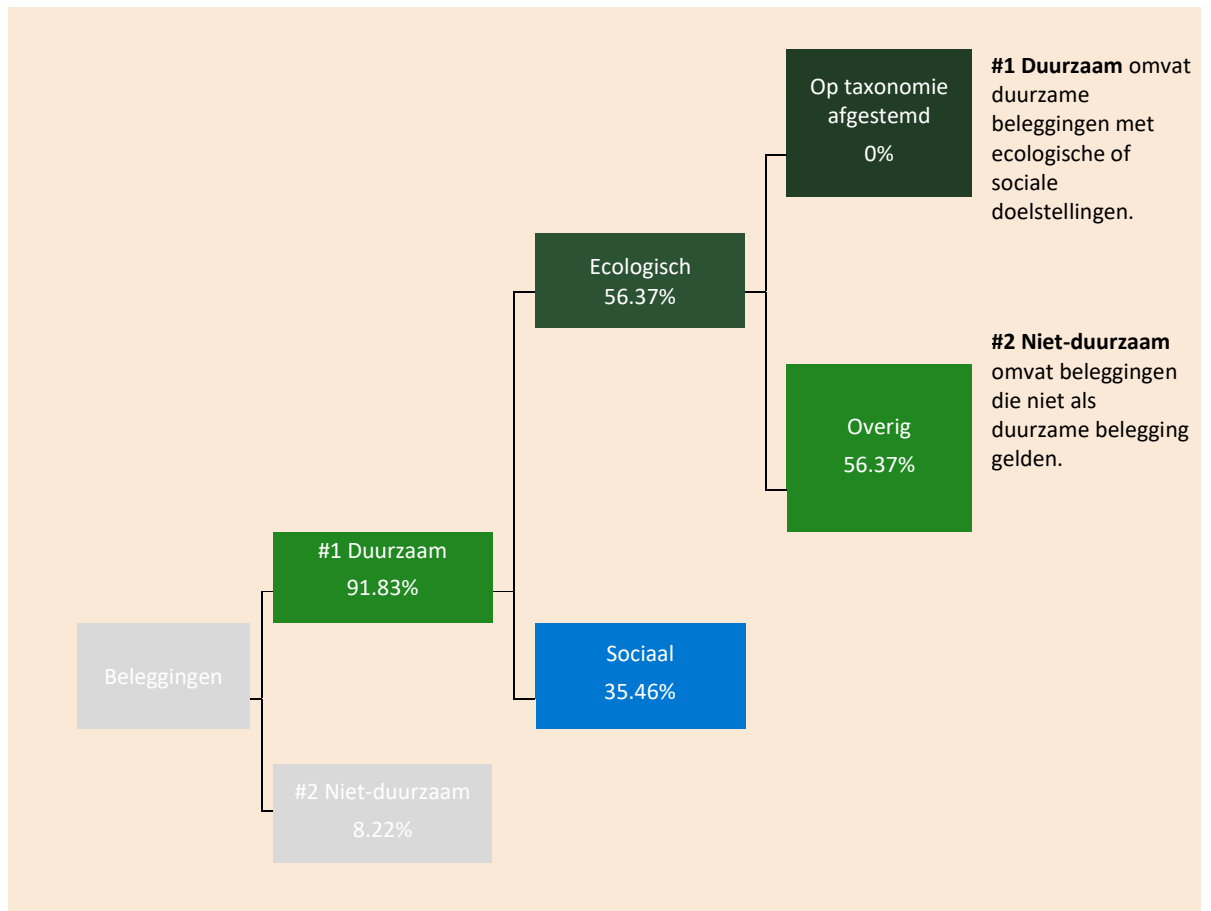 Op taxonomie
afgestemd
0%
#1 Duurzaam omvat
duurzame
beleggingen met
ecologische of
sociale
doelstellingen.
Ecologisch
56.37%
#2 Niet-duurzaam
omvat beleggingen
die niet als
duurzame belegging
gelden.
Overig
56.37%
#1 Duurzaam
91.83%
Sociaal
35.46%
Beleggingen
#2 Niet-duurzaam
8.22%